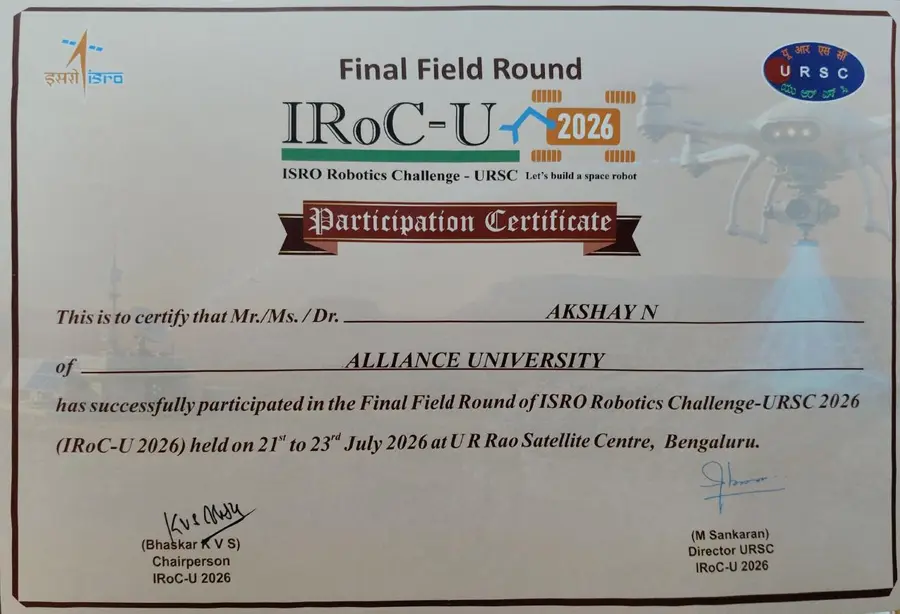 इसरो isro
यू आर एस सी
URSC
ಯು ಆರ್ ಎಸ್ ಸಿ
Final Field Round
IRoC-U 2026
ISRO Robotics Challenge - URSC Let's build a space robot
Participation Certificate
This is to certify that Mr./Ms. / Dr. AKSHAY N
of ALLIANCE UNIVERSITY
has successfully participated in the Final Field Round of ISRO Robotics Challenge-URSC 2026
(IRoC-U 2026) held on 21st to 23rd July 2026 at U R Rao Satellite Centre, Bengaluru.
(Bhaskar K V S)
Chairperson
IRoC-U 2026
(M Sankaran)
Director URSC
IRoC-U 2026